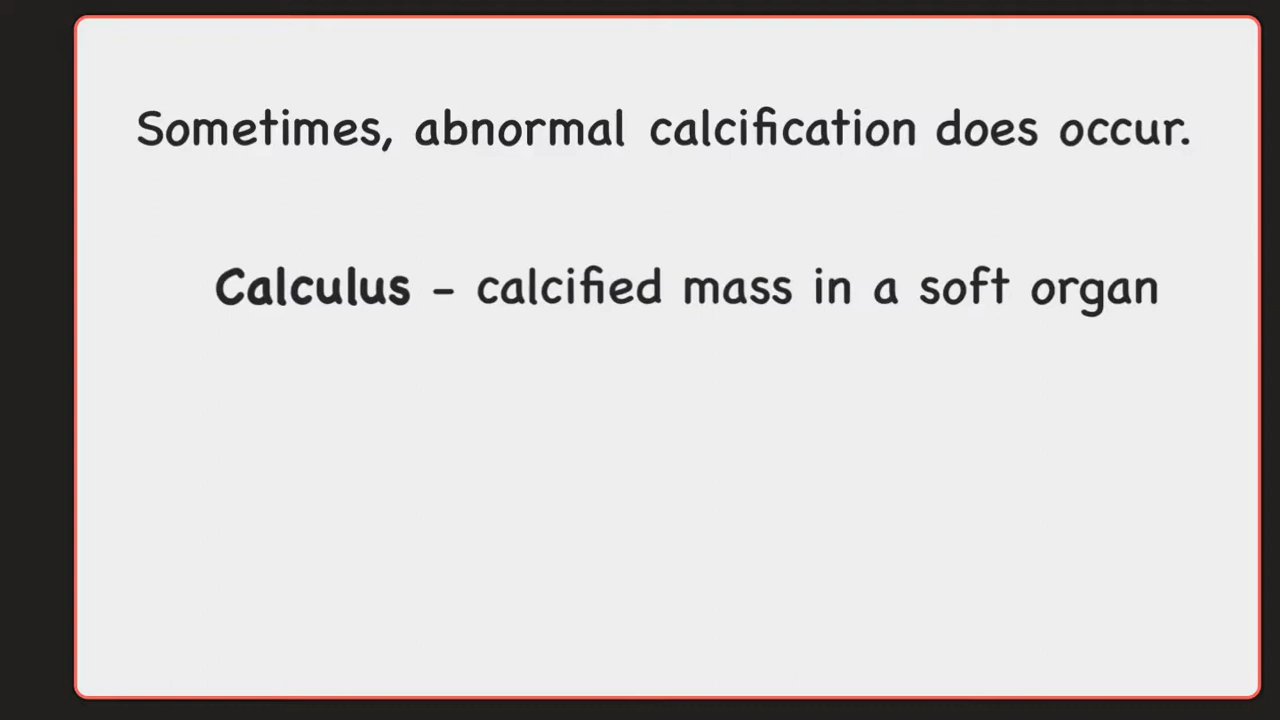 Sometimes, abnormal calcification does occur.
Calculus - calcified mass in a soft organ